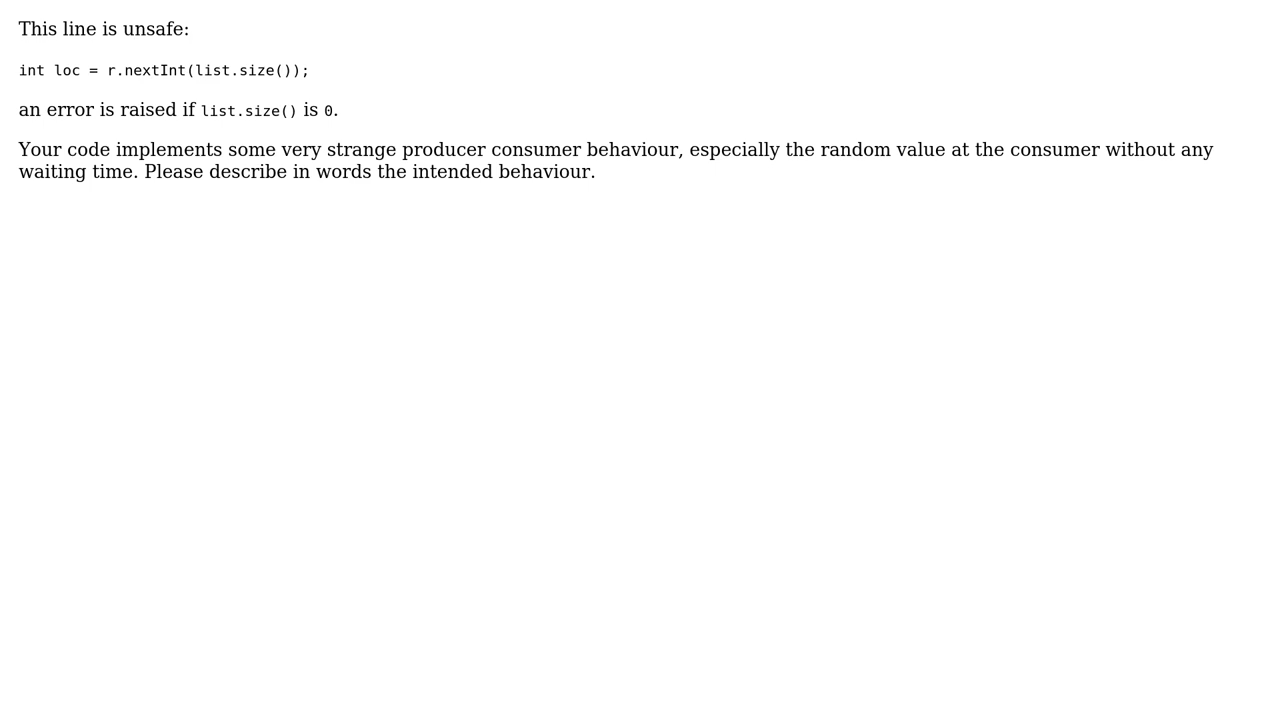 This line is unsafe:
int loc = r.nextInt(list.size());
an error is raised if list.size() is 0.
Your code implements some very strange producer consumer behaviour, especially the random value at the consumer without any
waiting time. Please describe in words the intended behaviour.